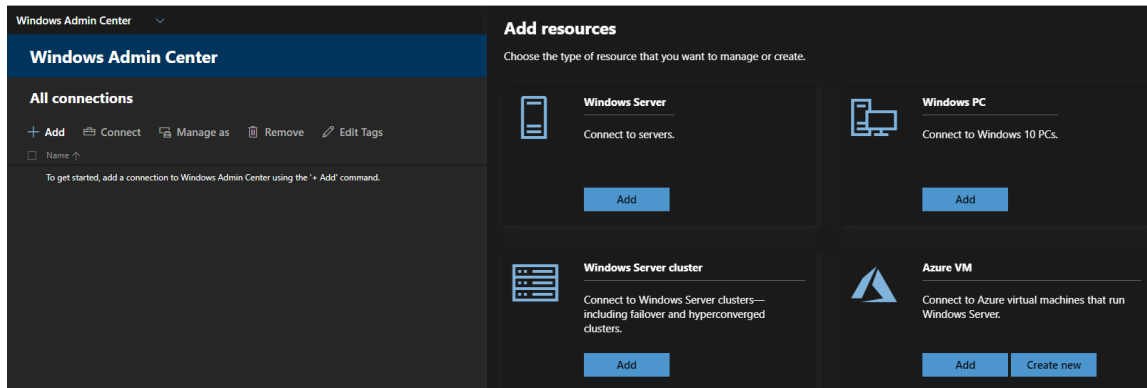 Windows Admin Center
Windows Admin Center
All connections
Add
Connect
Manage as
Remove
Edit Tags
Name
To get started, add a connection to Windows Admin Center using the '+ Add' command.
Add resources
Choose the type of resource that you want to manage or create.
Windows Server
Connect to servers.
Add
Windows PC
Connect to Windows 10 PCs.
Add
Windows Server cluster
Connect to Windows Server clusters—
including failover and hyperconverged
clusters.
Add
Azure VM
Connect to Azure virtual machines that run
Windows Server.
Add
Create new